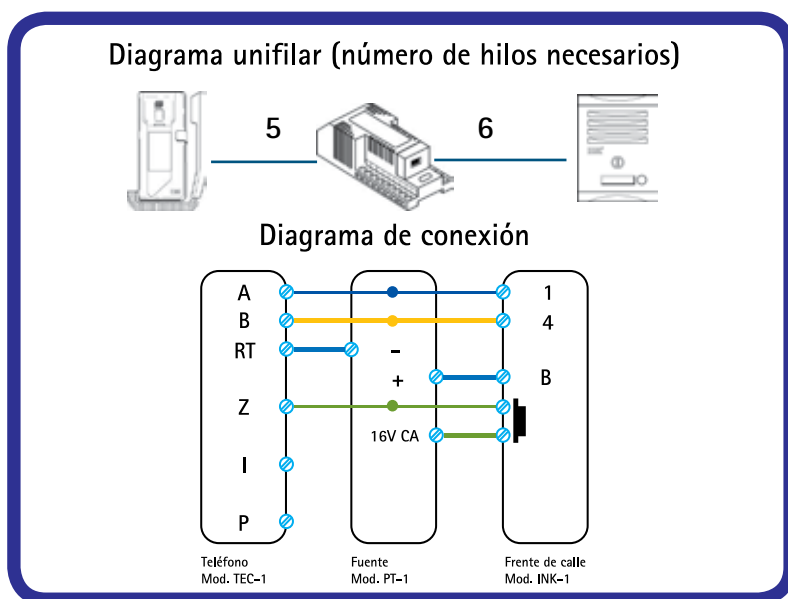 Diagrama unifilar (número de hilos necesarios)
5
6
Diagrama de conexión
A
B
RT
Z
I
P
-
+
16V CA
1
4
B
Teléfono
Mod. TEC-1
Fuente
Mod. PT-1
Frente de calle
Mod. INK-1